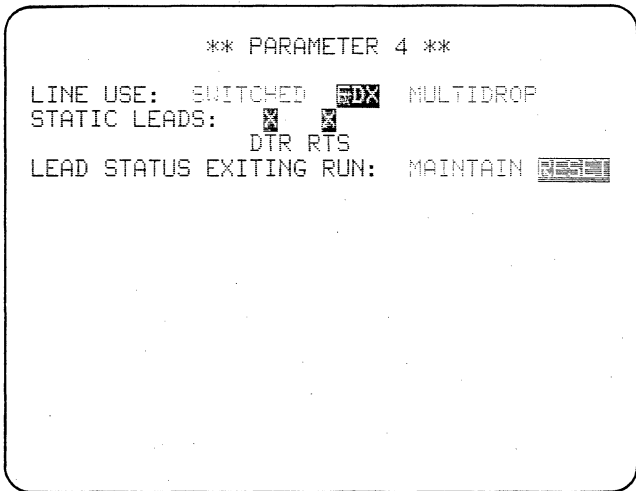 ** PARAMETER 4 **
LINE USE: SWITCHED FDX MULTIDROP
STATIC LEADS: X X
DTR RTS
LEAD STATUS EXITING RUN: MAINTAIN RESET